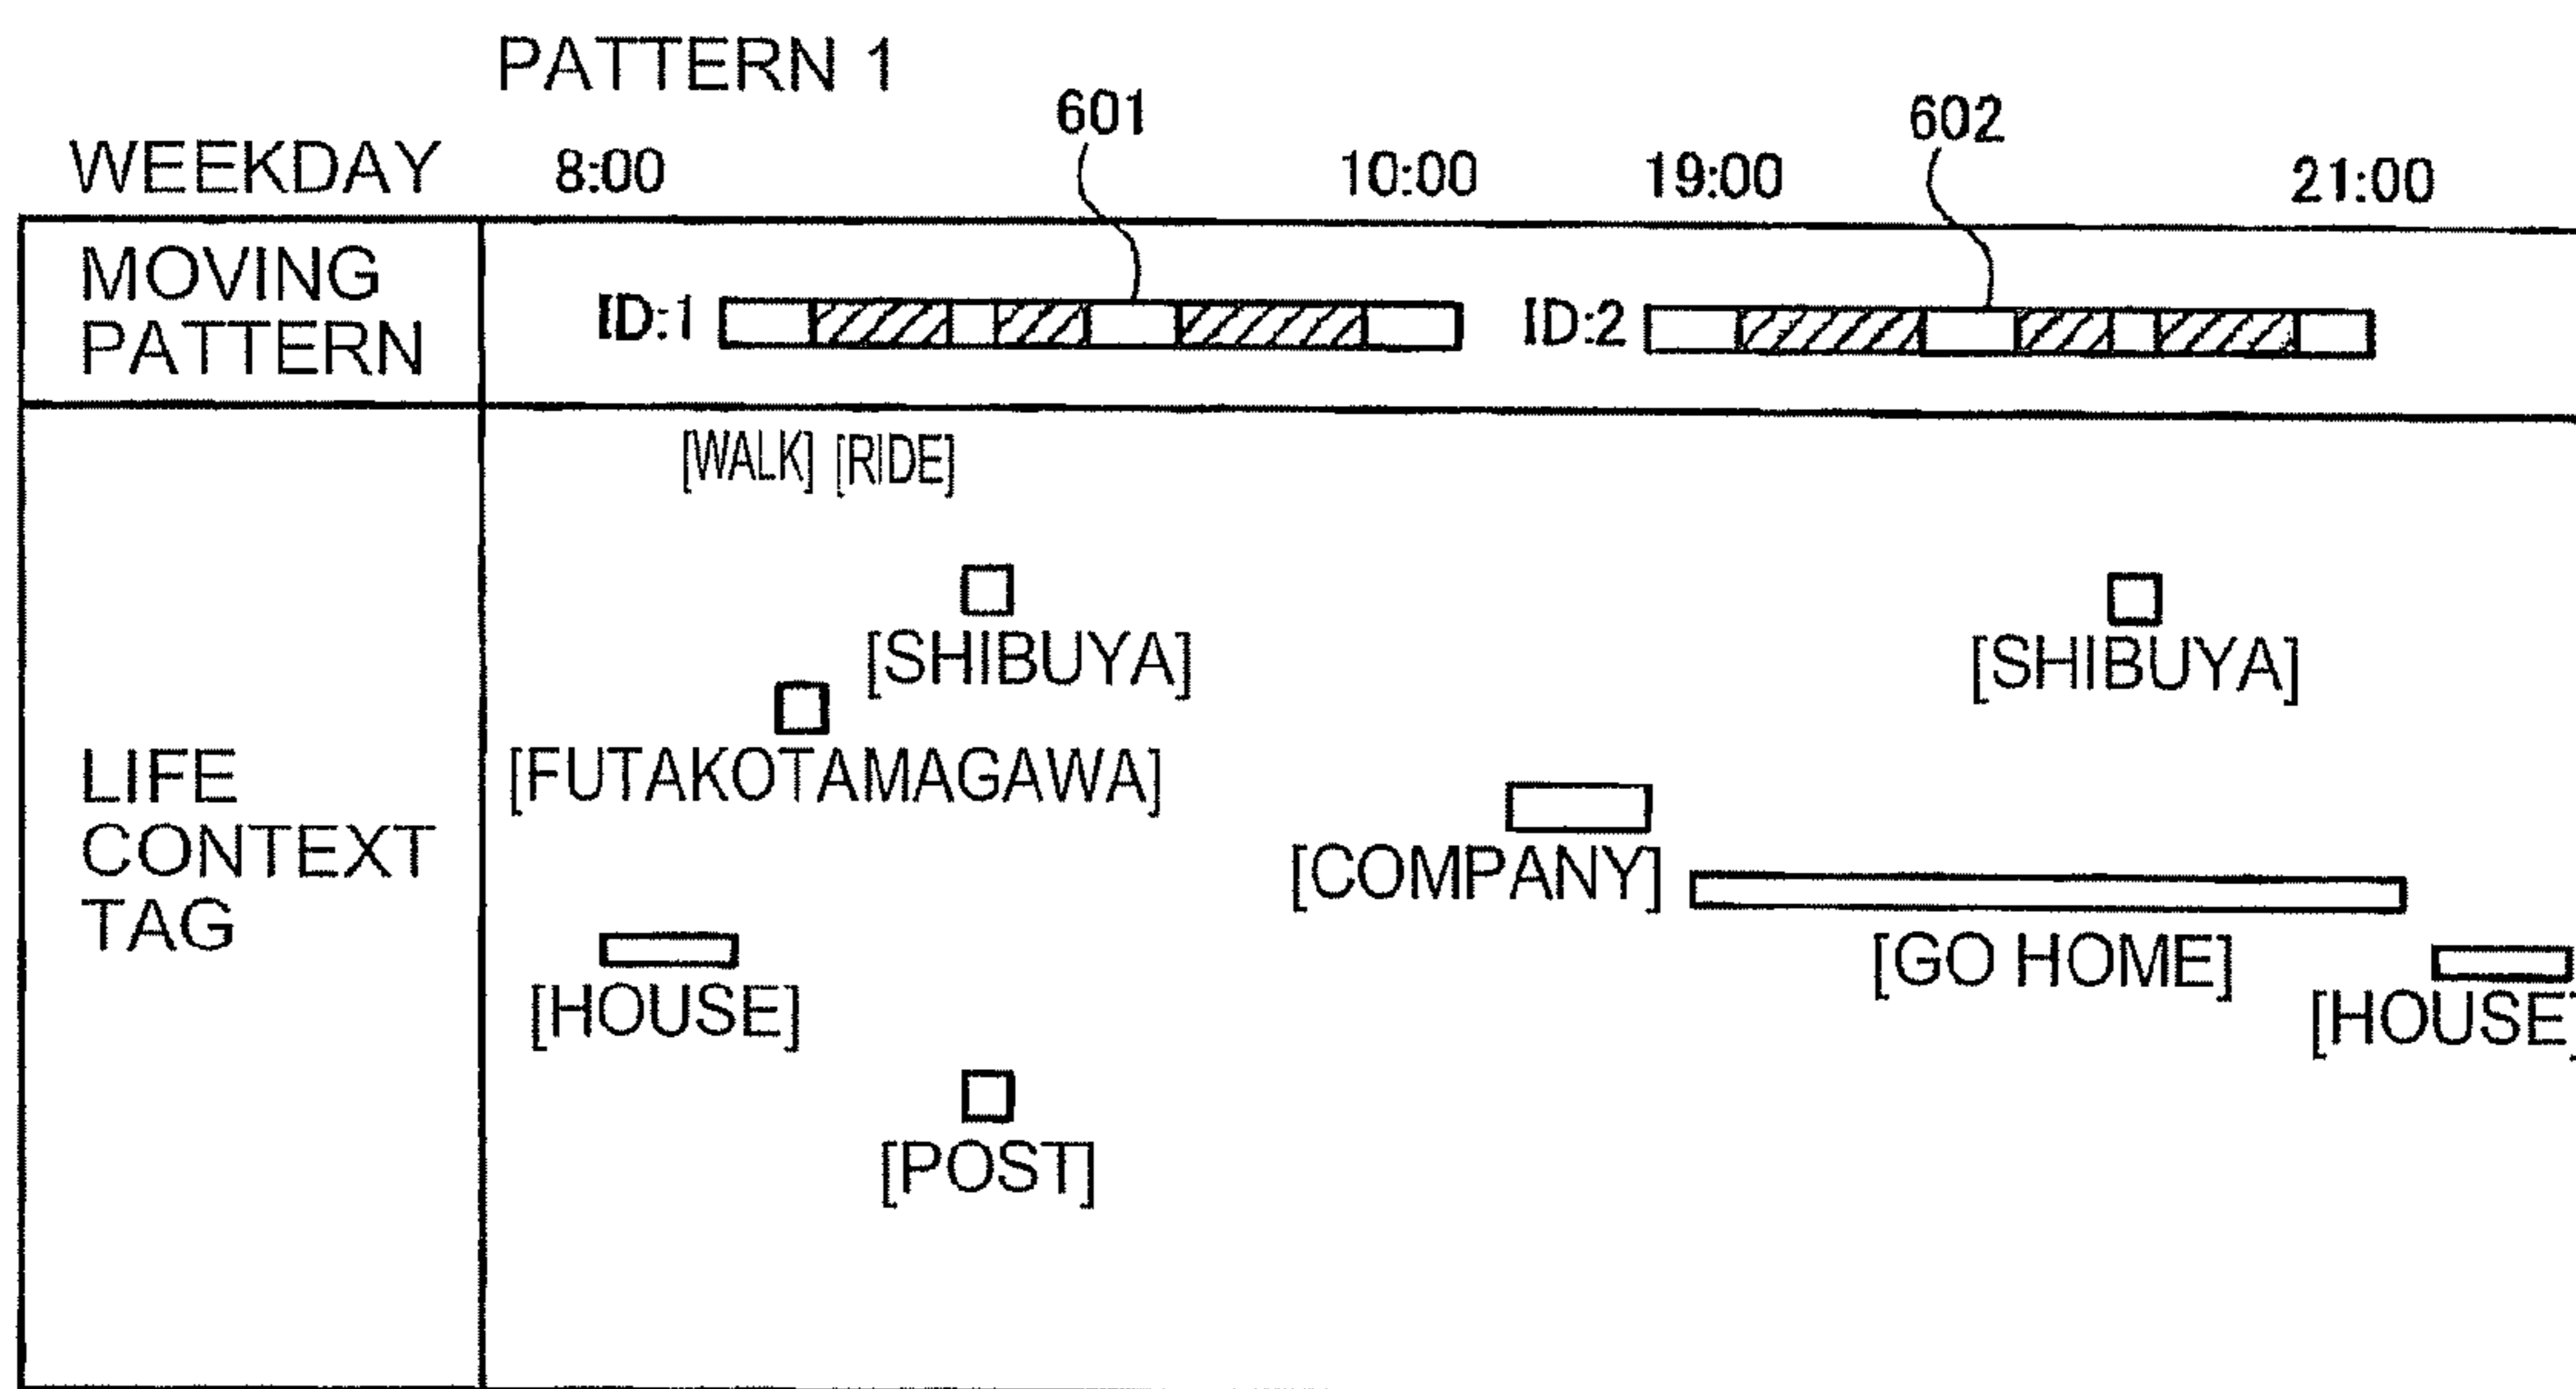 PATTERN 1
601
602
WEEKDAY 8:00 10:00 19:00 21:00
MOVING
PATTERN
ID:1 ID:2
[WALK] [RIDE]
[SHIBUYA] [SHIBUYA]
[FUTAKOTAMAGAWA]
LIFE
CONTEXT
TAG
[COMPANY]
[GO HOME]
[HOUSE] [HOUSE]
[POST]